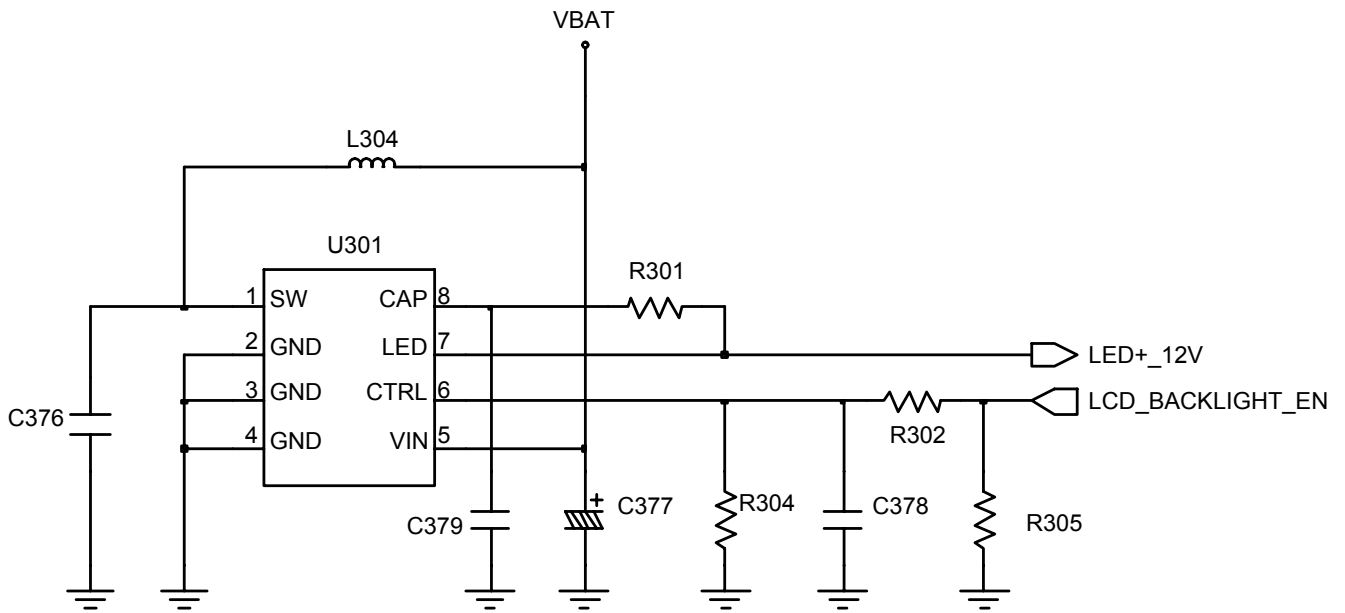 VBAT
L304
U301
R301
1 SW CAP 8
2 GND LED 7
LED+_12V
3 GND CTRL 6
LCD_BACKLIGHT_EN
C376
R302
4 GND VIN 5
+
C377
R304
C378
C379
R305